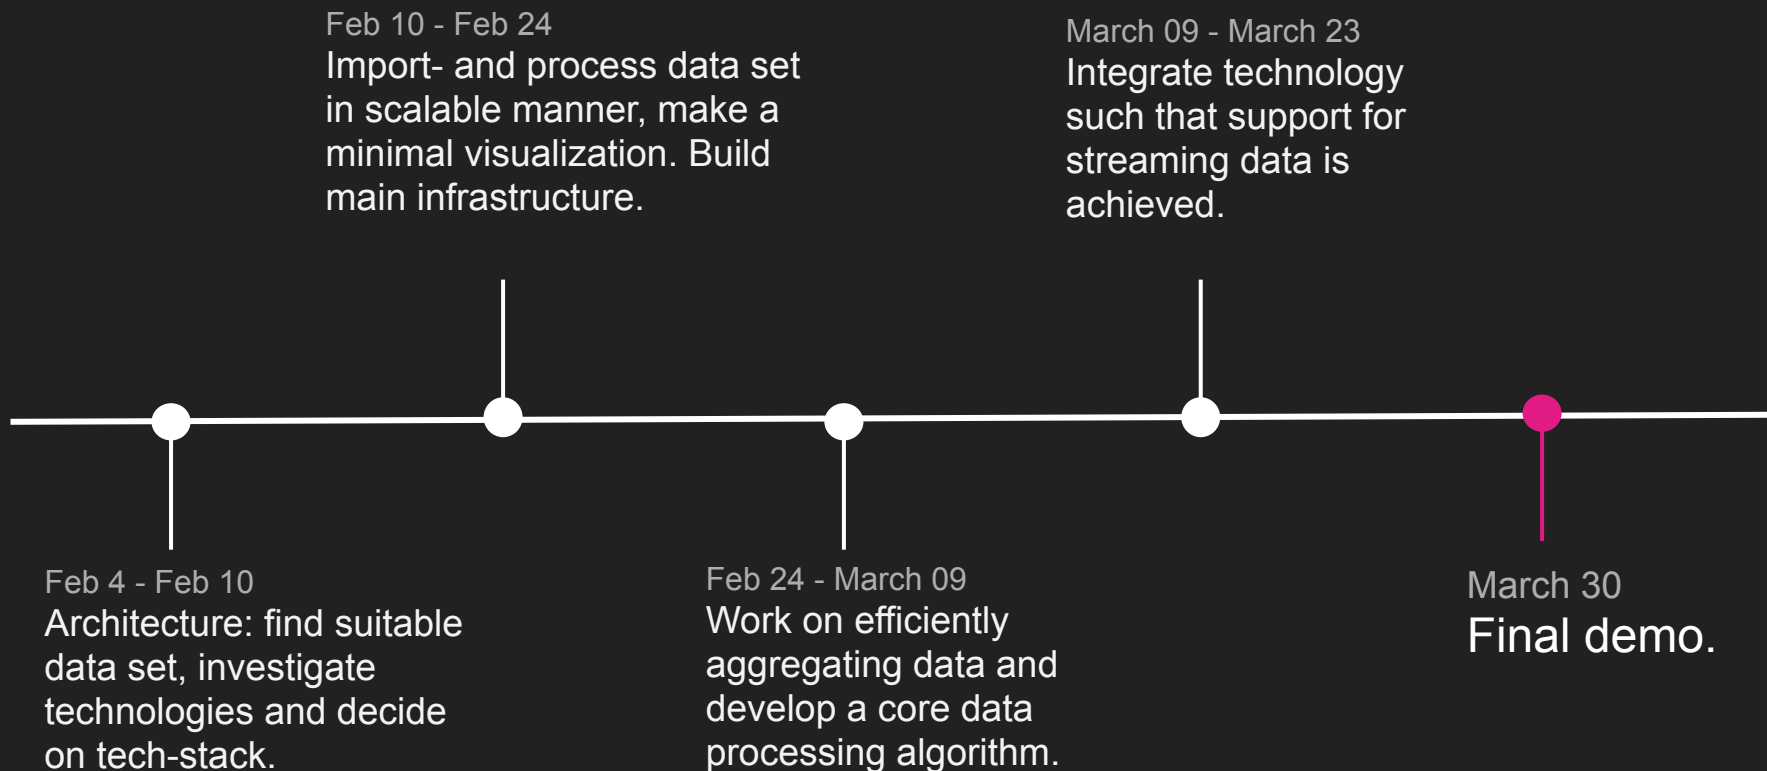 Feb 10 - Feb 24
Import- and process data set
in scalable manner, make a
minimal visualization. Build
main infrastructure.
March 09 - March 23
Integrate technology
such that support for
streaming data is
achieved.
Feb 4 - Feb 10
Architecture: find suitable
data set, investigate
technologies and decide
on tech-stack.
Feb 24 - March 09
Work on efficiently
aggregating data and
develop a core data
processing algorithm.
March 30
Final demo.